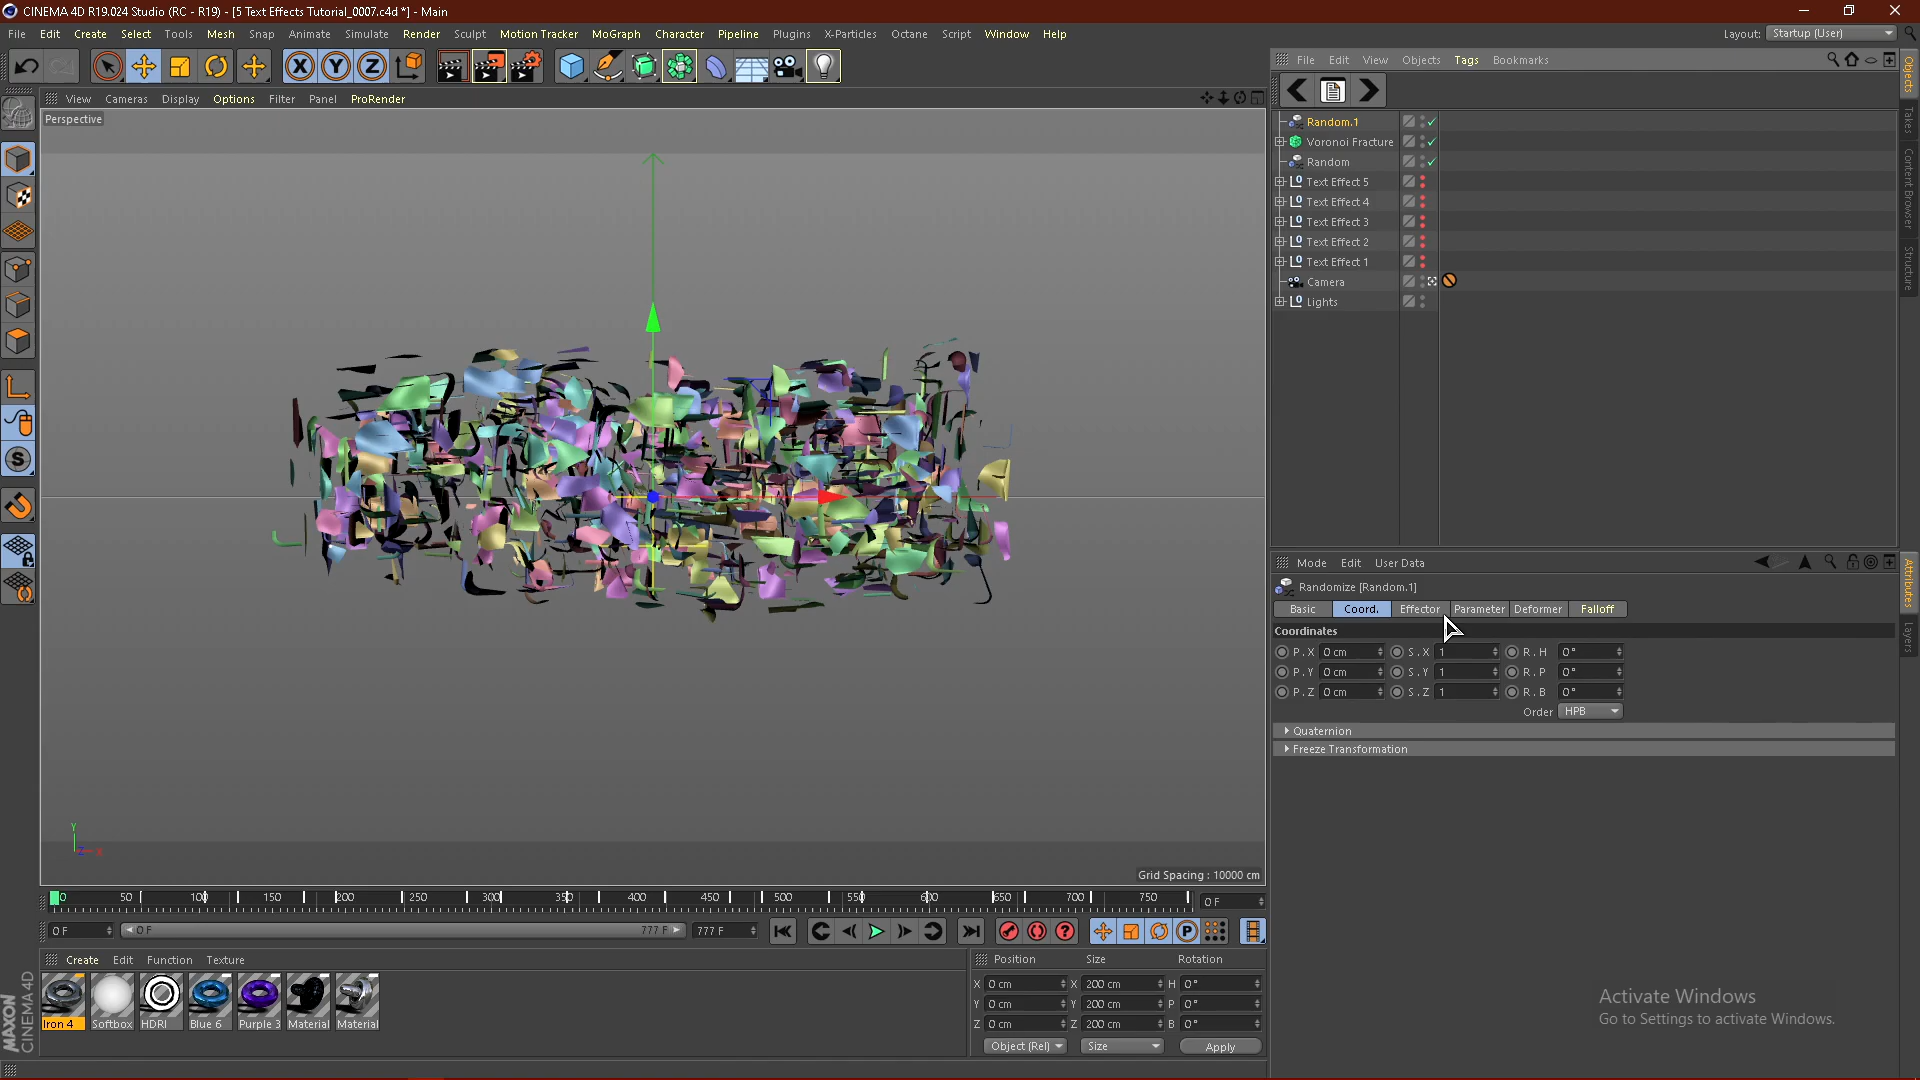 CINEMA 4D R19.024 Studio (RC - R19) - [5 Text Effects Tutorial_0007.c4d *] - Main
File Edit Create Select Tools Mesh Snap Animate Simulate Render Sculpt Motion Tracker MoGraph Character Pipeline Plugins X-Particles Octane Script Window Help
Layout: Startup (User)
File Edit View Objects Tags Bookmarks
View Cameras Display Options Filter Panel ProRender
Perspective
Random.1
Voronoi Fracture
Random
Text Effect 5
Text Effect 4
Text Effect 3
Text Effect 2
Text Effect 1
Camera
Lights
Objects
Takes
Content Browser
Structure
Mode Edit User Data
Randomize [Random.1]
Basic Coord. Effector Parameter Deformer Falloff
Coordinates
P . X 0 cm S . X 1 R . H 0°
P . Y 0 cm S . Y 1 R . P 0°
P . Z 0 cm S . Z 1 R . B 0°
Order HPB
Quaternion
Freeze Transformation
Attributes
Layers
Y
Z X
Grid Spacing : 10000 cm
0 50 100 150 200 250 300 350 400 450 500 550 600 650 700 750 0 F
0 F 0 F 777 F 777 F
Create Edit Function Texture
Iron 4 Softbox HDRI Blue 6 Purple 3 Material Material
Position Size Rotation
X 0 cm X 200 cm H 0°
Y 0 cm Y 200 cm P 0°
Z 0 cm Z 200 cm B 0°
Object (Rel) Size Apply
MAXON
CINEMA 4D
Activate Windows
Go to Settings to activate Windows.